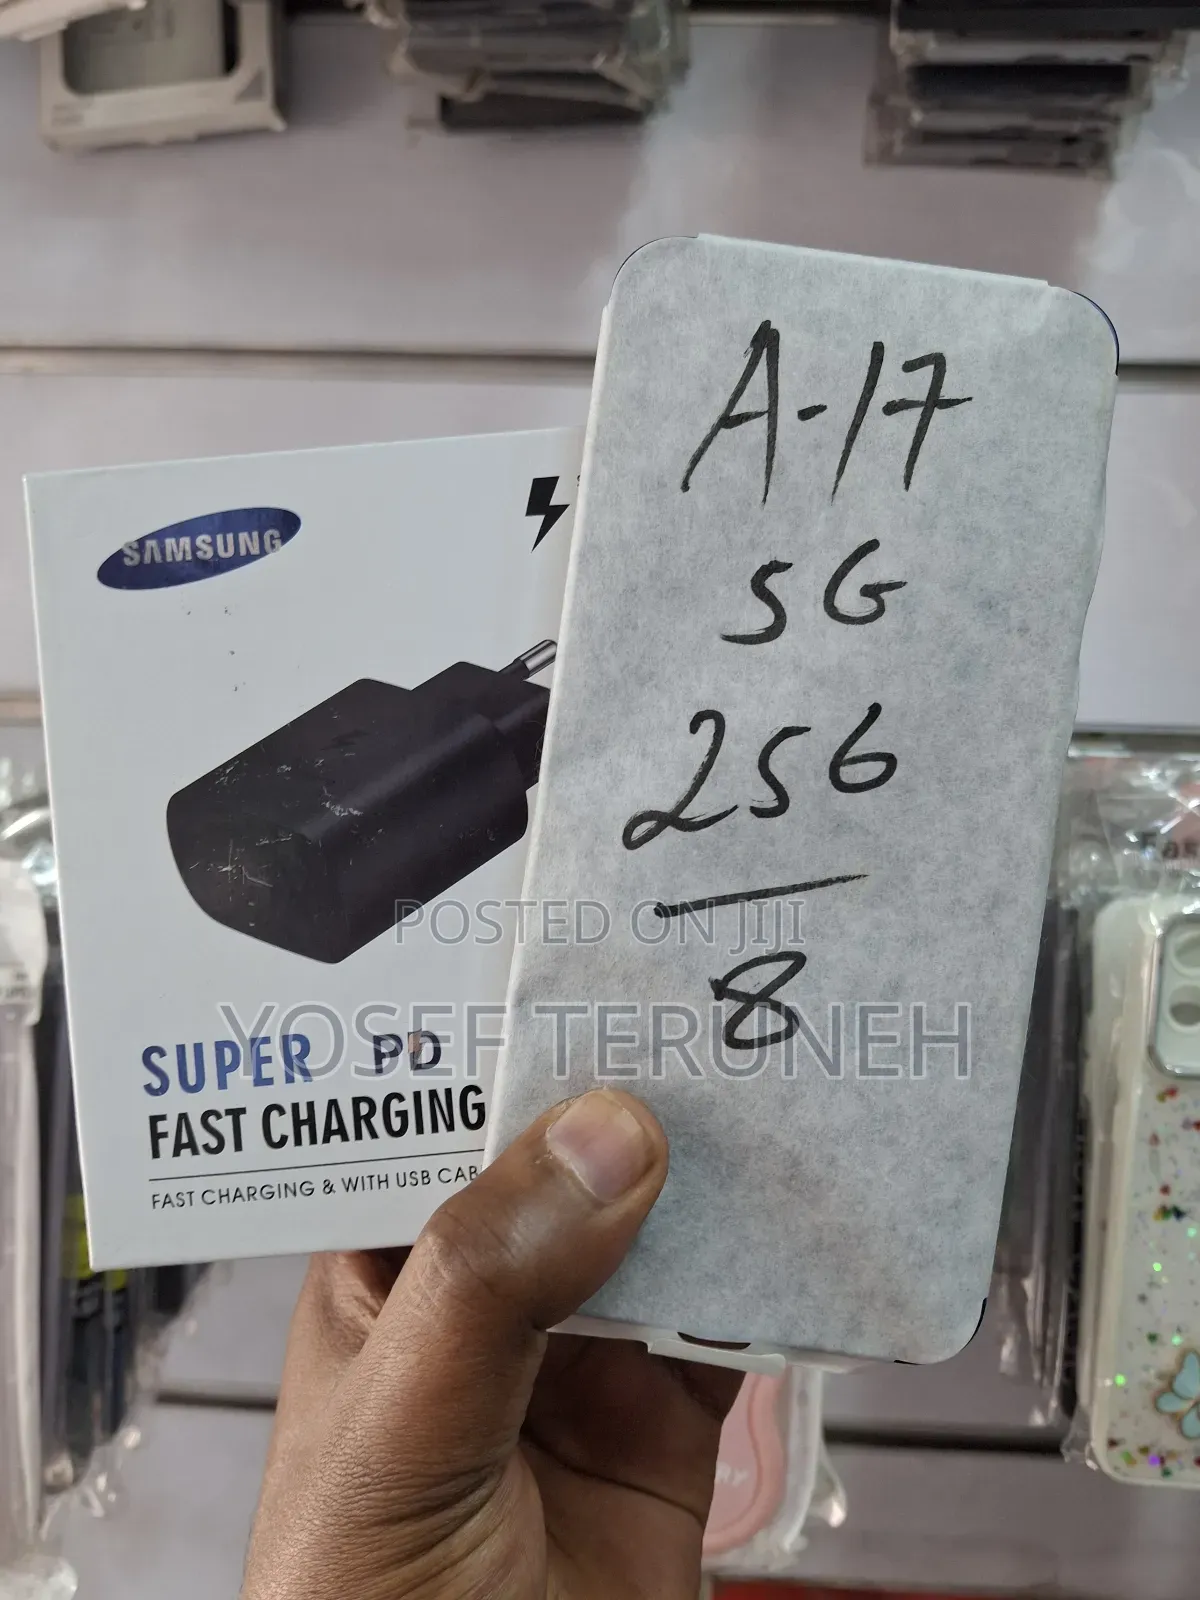 SAMSUNG
SUPER PD
FAST CHARGING
FAST CHARGING & WITH USB CAB
A-17
5G
256
8
POSTED ON JIJI
YOSEF TERUNEH